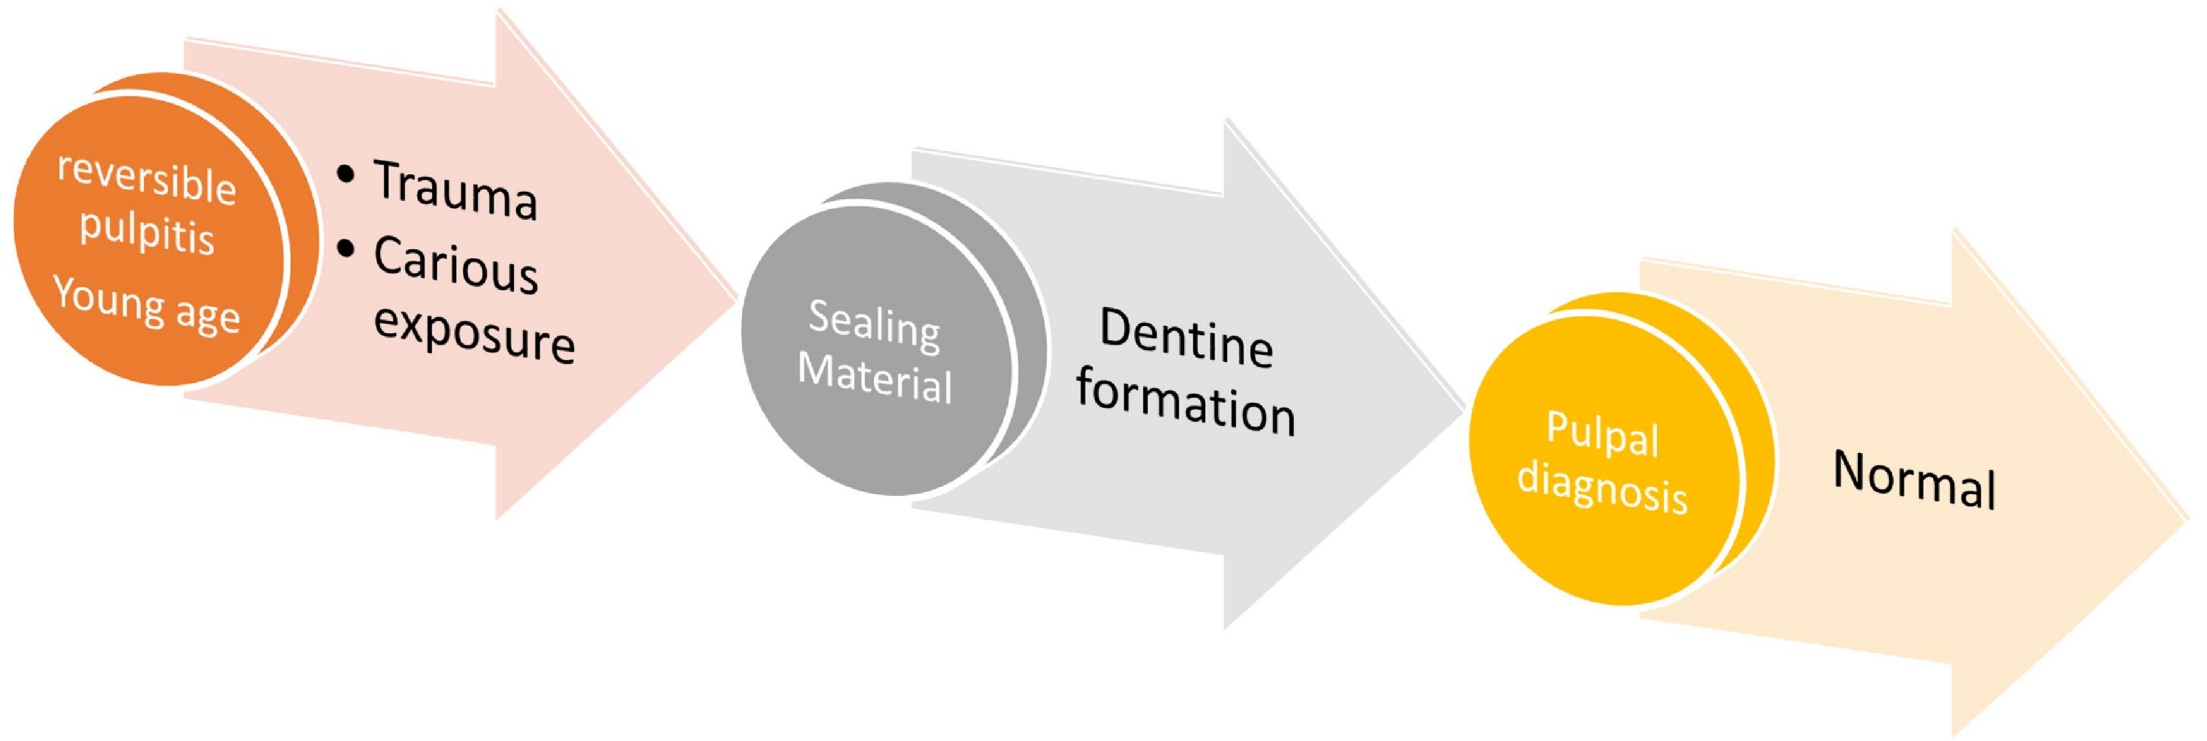 reversible
pulpitis
Young age
• Trauma
• Carious
exposure
Sealing
Material
Dentine
formation
Pulpal
diagnosis
Normal